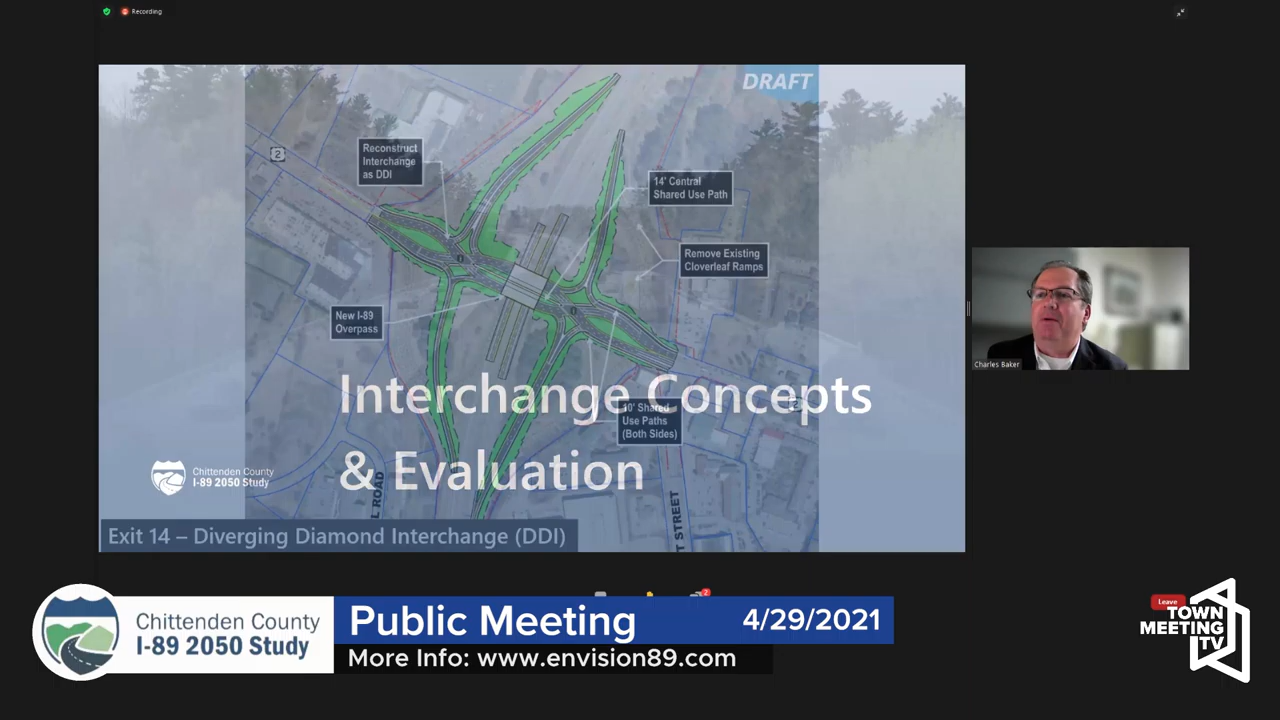 Recording
DRAFT
2
Reconstruct
Interchange
as DDI
14' Central
Shared Use Path
Remove Existing
Cloverleaf Ramps
New I-89
Overpass
10' Shared
Use Paths
(Both Sides)
Interchange Concepts
& Evaluation
Chittenden County
I-89 2050 Study
L ROAD
T STREET
Exit 14 – Diverging Diamond Interchange (DDI)
Charles Baker
2
Leave
Chittenden County
I-89 2050 Study
Public Meeting
4/29/2021
More Info: www.envision89.com
TOWN
MEETING
TV